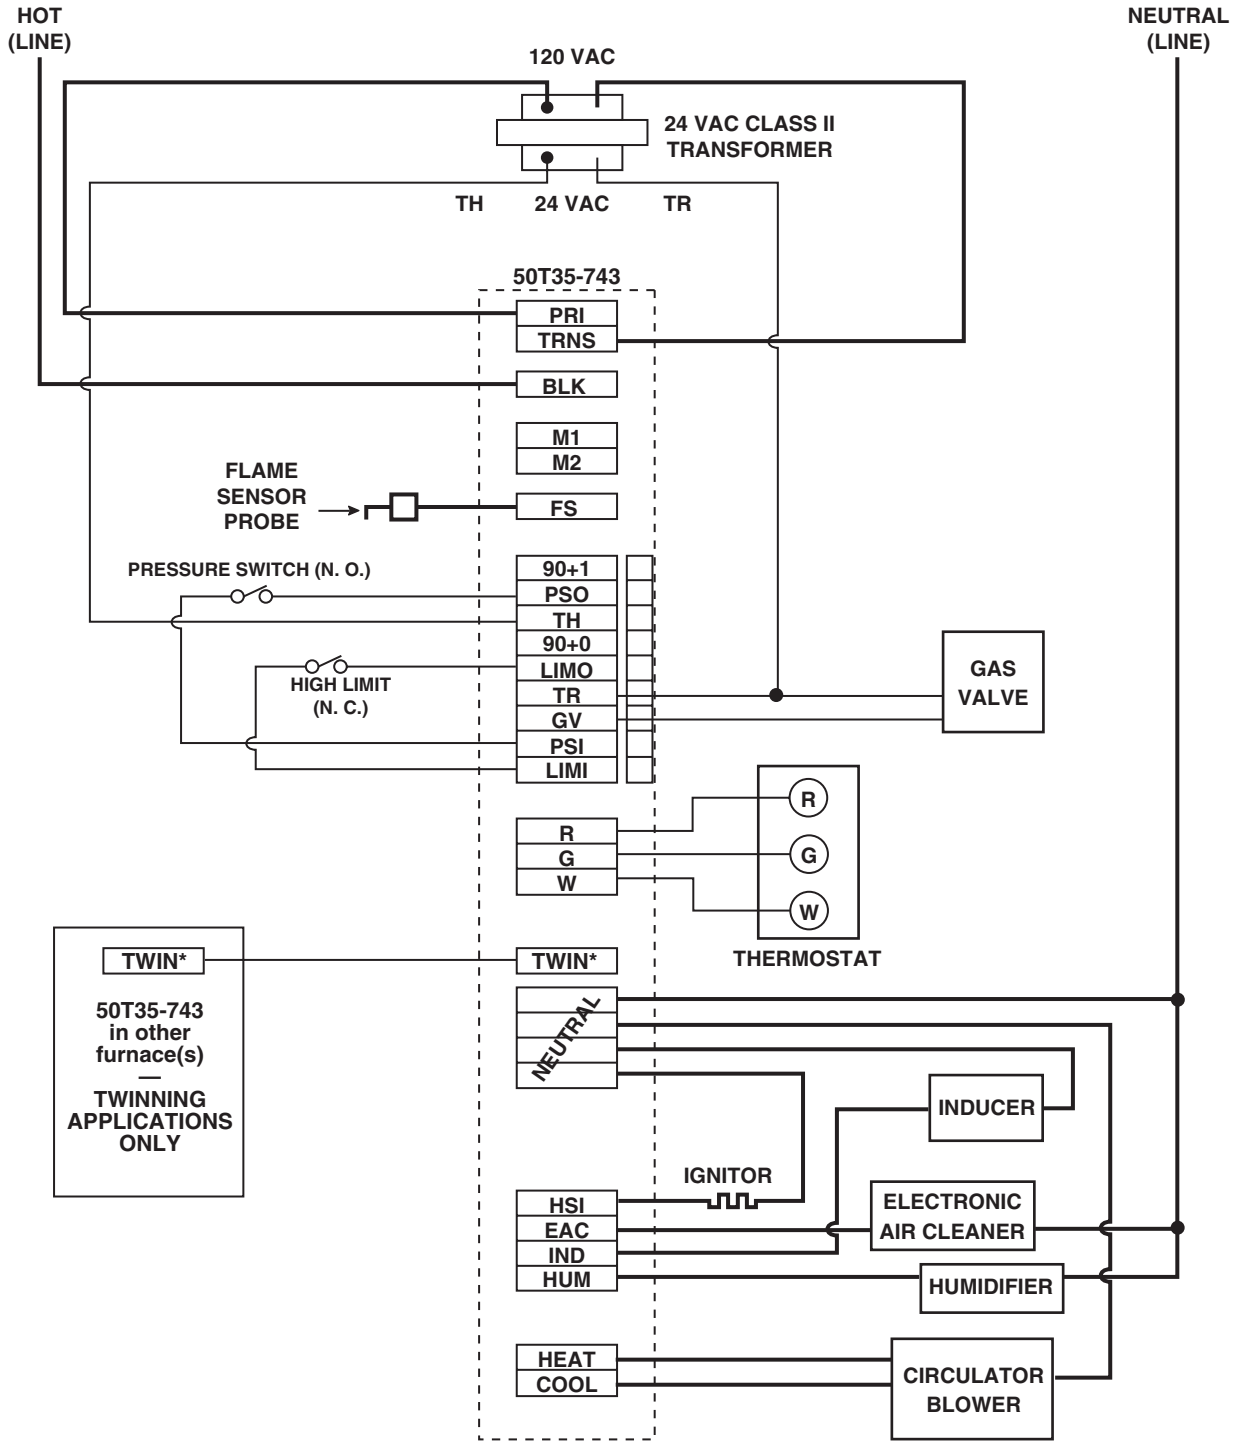 HOT
(LINE)
NEUTRAL
(LINE)
120 VAC
24 VAC CLASS II
TRANSFORMER
TH
24 VAC
TR
50T35-743
PRI
TRNS
BLK
M1
M2
FLAME
SENSOR
PROBE
FS
PRESSURE SWITCH (N. O.)
90+1
PSO
TH
90+0
LIMO
TR
GV
PSI
LIMI
HIGH LIMIT
(N. C.)
GAS
VALVE
R
G
W
R
G
W
THERMOSTAT
TWIN*
50T35-743
in other
furnace(s)
—
TWINNING
APPLICATIONS
ONLY
TWIN*
NEUTRAL
INDUCER
IGNITOR
HSI
EAC
IND
HUM
ELECTRONIC
AIR CLEANER
HUMIDIFIER
HEAT
COOL
CIRCULATOR
BLOWER